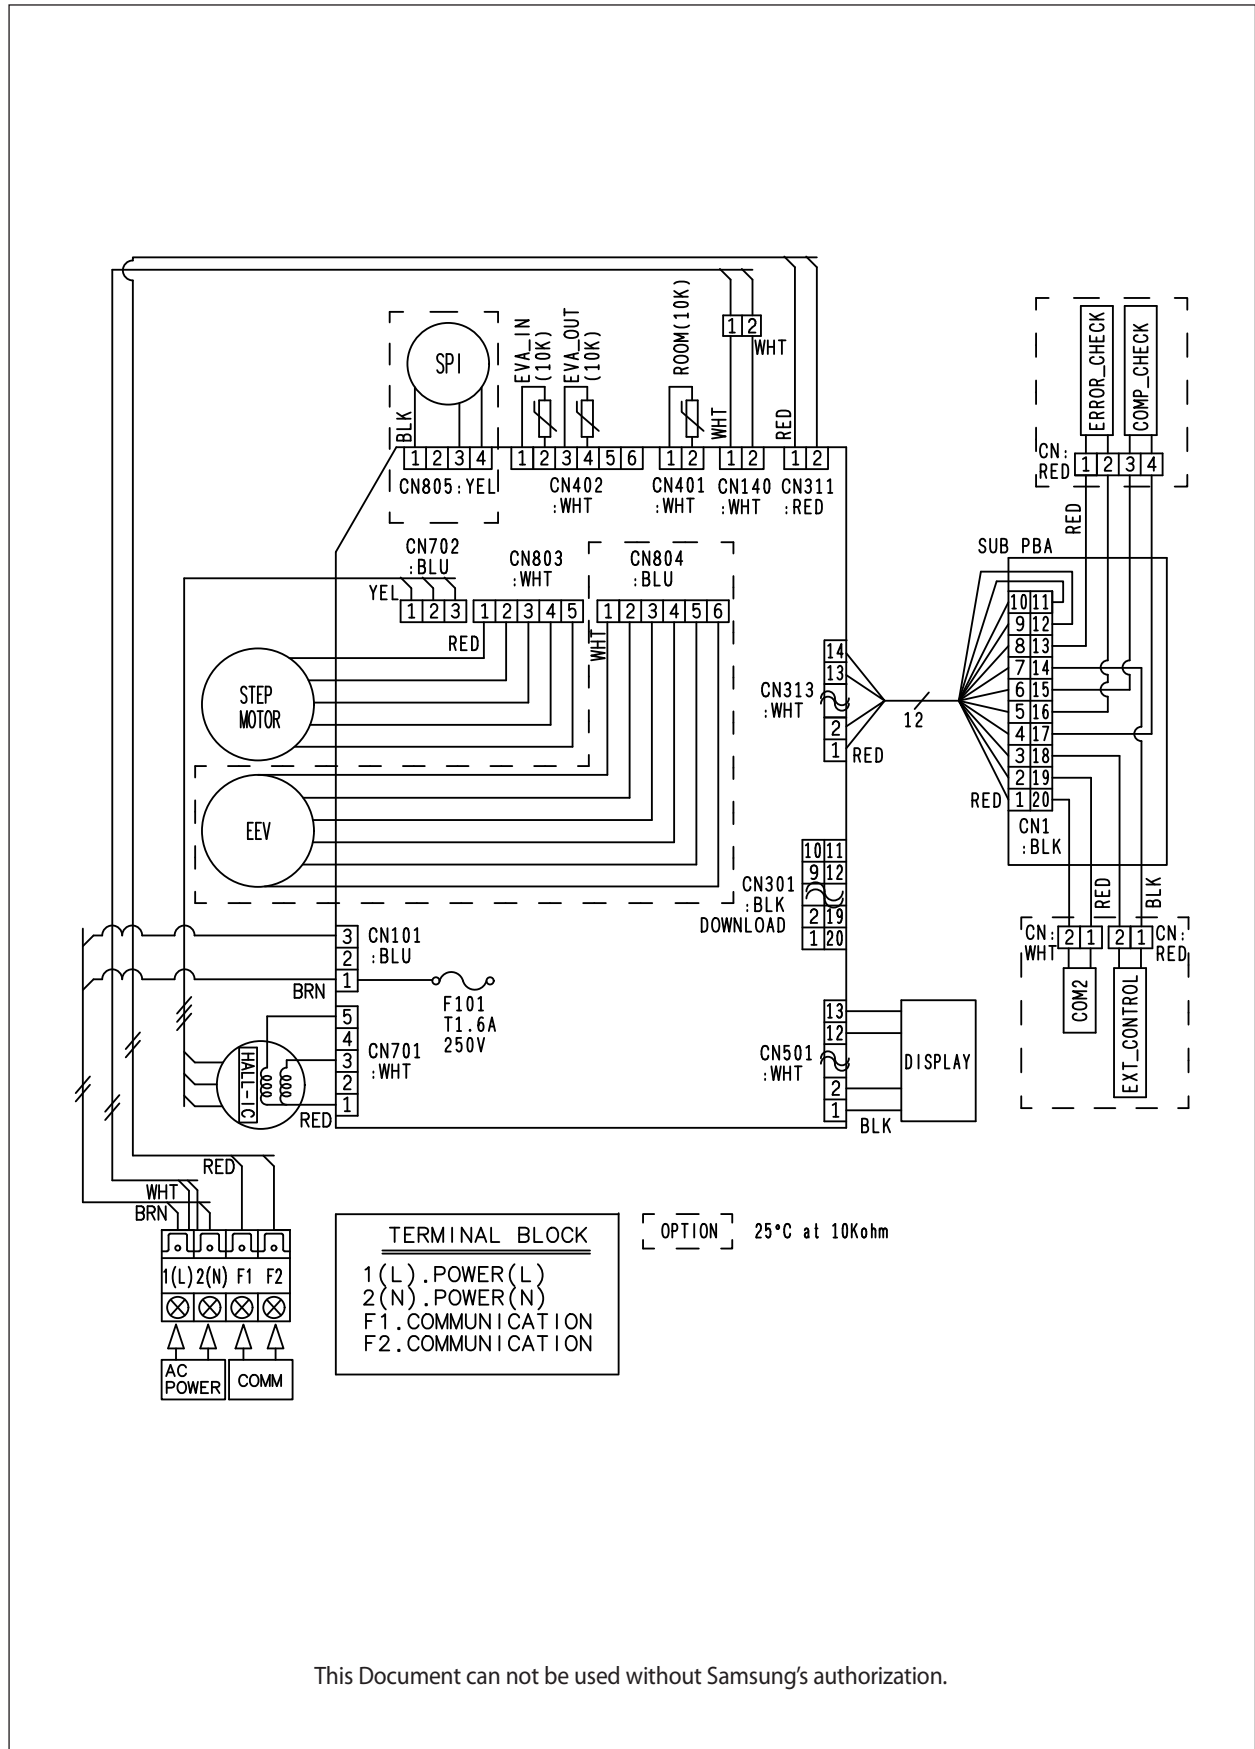 SPI
BLK
1 2 3 4
CN805:YEL
EVA_IN
(10K)
EVA_OUT
(10K)
1 2 3 4 5 6
CN402
:WHT
ROOM(10K)
1 2
CN401
:WHT
1 2
WHT
WHT
1 2
CN140
:WHT
RED
1 2
CN311
:RED
ERROR_CHECK
COMP_CHECK
CN:
RED
1 2 3 4
RED
SUB PBA
CN702
:BLU
YEL
1 2 3
CN803
:WHT
1 2 3 4 5
RED
CN804
:BLU
1 2 3 4 5 6
WHT
STEP
MOTOR
EEV
14
13
CN313
:WHT
2
1
RED
12
10 11
9 12
8 13
7 14
6 15
5 16
4 17
3 18
2 19
RED 1 20
CN1
:BLK
10 11
9 12
CN301
:BLK
DOWNLOAD
2 19
1 20
RED
BLK
CN:
WHT
2 1
2 1
CN:
RED
COM2
EXT_CONTROL
3
2
1
CN101
:BLU
BRN
F101
T1.6A
250V
5
4
3
2
1
CN701
:WHT
HALL-IC
RED
13
12
CN501
:WHT
2
1
BLK
DISPLAY
RED
WHT
BRN
1(L) 2(N) F1 F2
AC
POWER
COMM
TERMINAL BLOCK
1(L).POWER(L)
2(N).POWER(N)
F1.COMMUNICATION
F2.COMMUNICATION
OPTION
25°C at 10Kohm
This Document can not be used without Samsung's authorization.